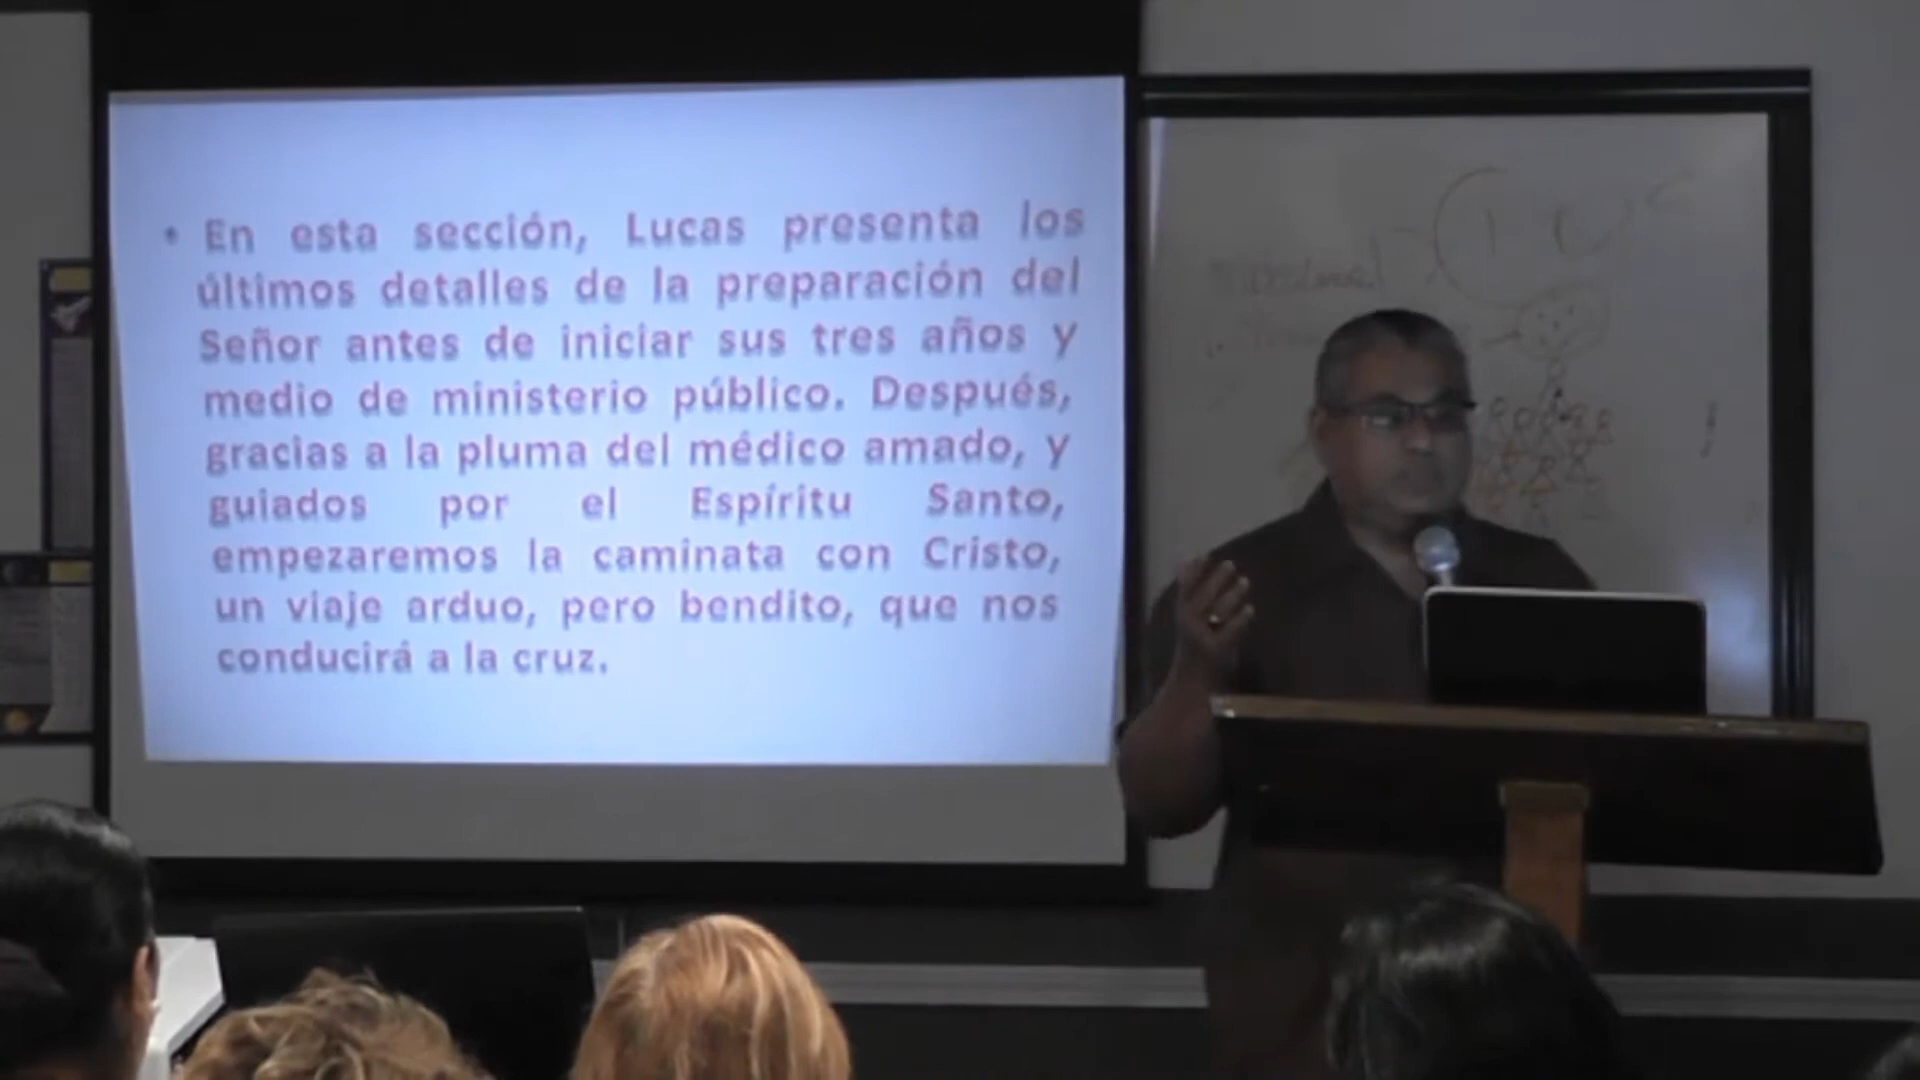 • En esta sección, Lucas presenta los
últimos detalles de la preparación del
Señor antes de iniciar sus tres años y
medio de ministerio público. Después,
gracias a la pluma del médico amado, y
guiados por el Espíritu Santo,
empezaremos la caminata con Cristo,
un viaje arduo, pero bendito, que nos
conducirá a la cruz.